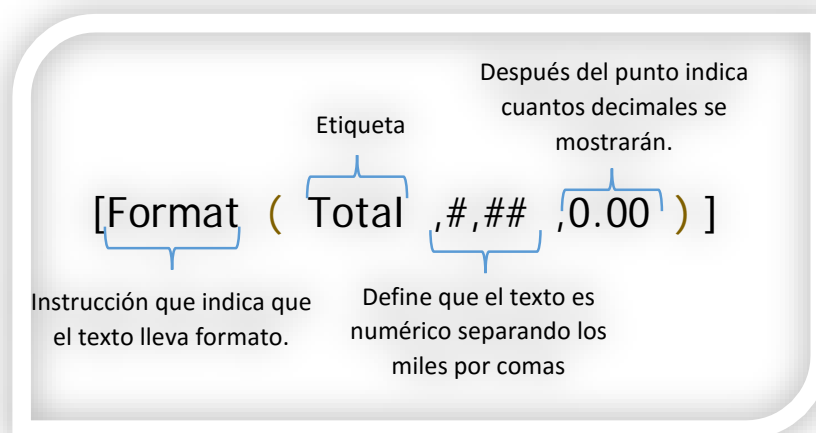 Después del punto indica
cuantos decimales se
mostrarán.
Etiqueta
[Format ( Total ,#,## ,0.00 ) ]
Instrucción que indica que
el texto lleva formato.
Define que el texto es
numérico separando los
miles por comas